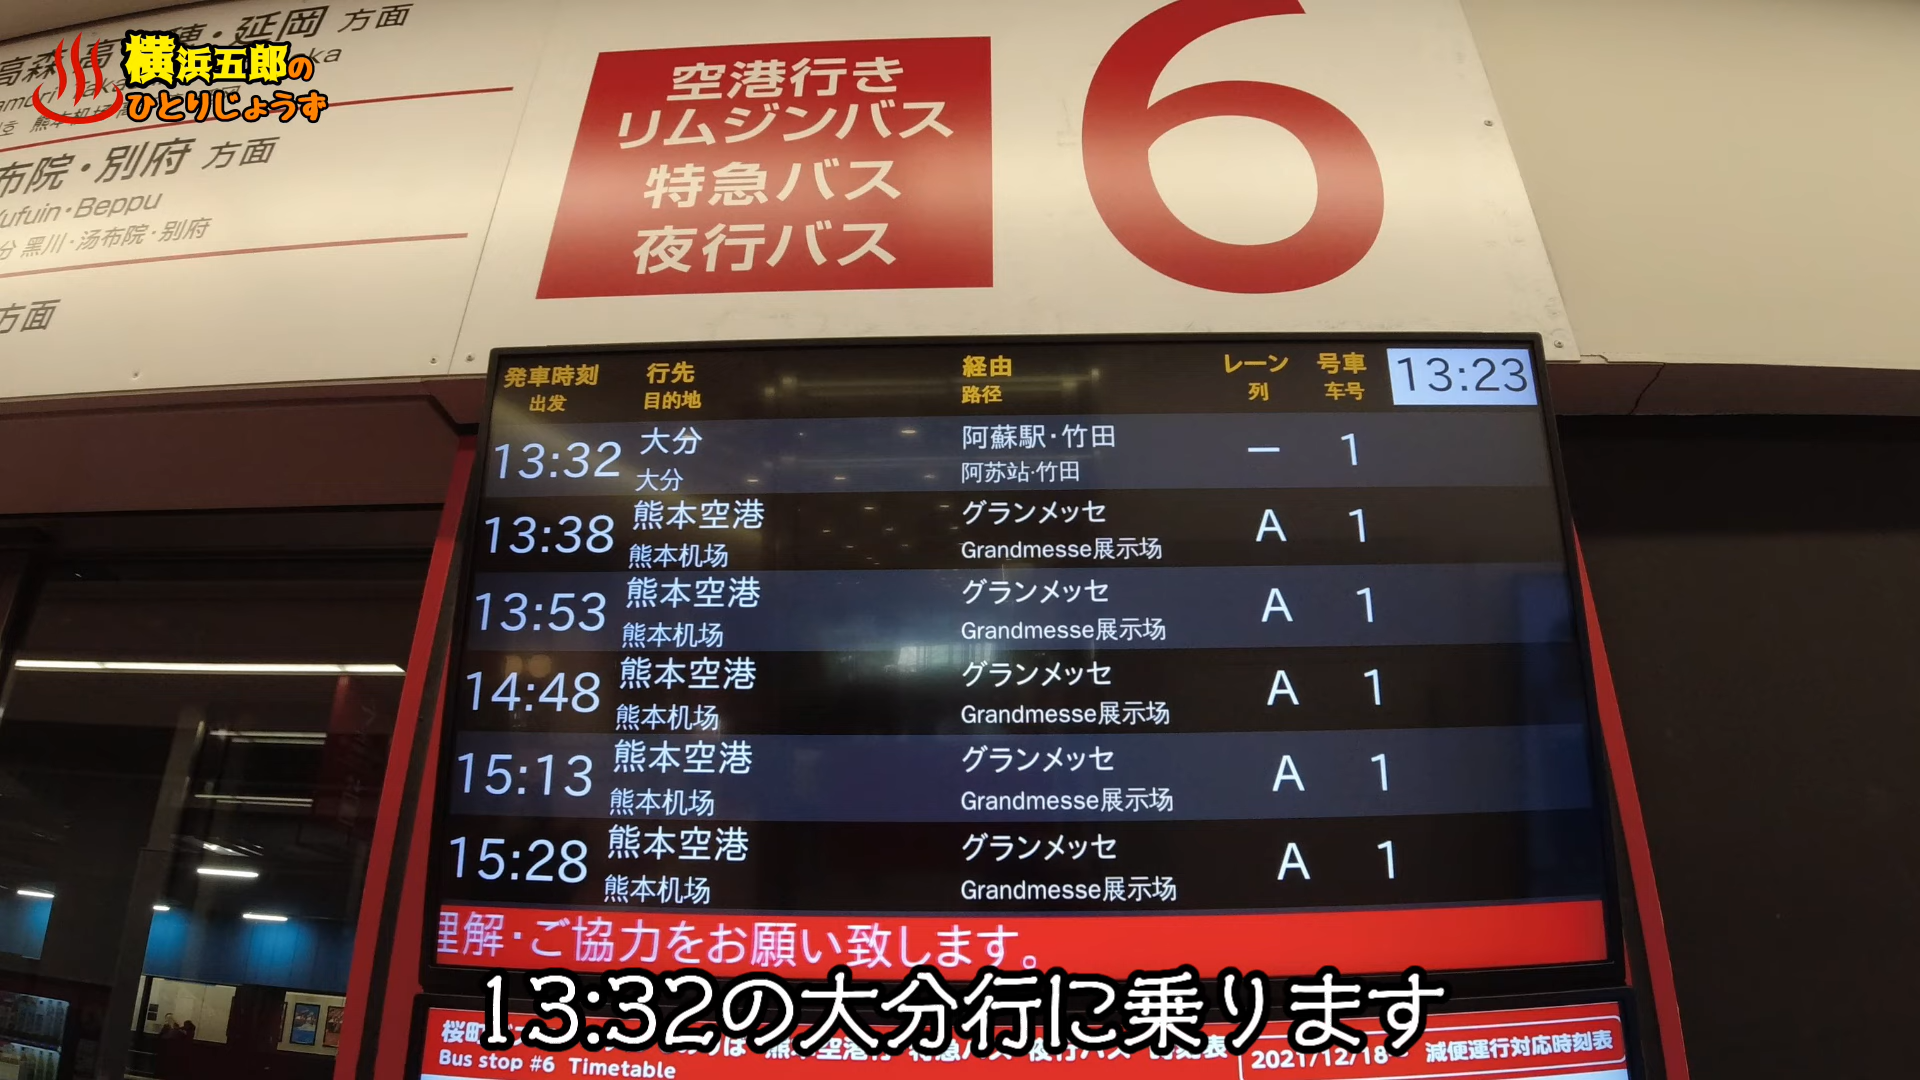 高森・高千穂・延岡 方面
横浜五郎の
ひとりじょうず
布院・別府 方面
Yufuin・Beppu
分 黑川・汤布院・别府
方面
空港行き
リムジンバス
特急バス
夜行バス
6
発車時刻 行先 経由 レーン 号車 13:23
出发 目的地 路径 列 车号
13:32 大分 阿蘇駅・竹田 ー 1
大分 阿苏站·竹田
13:38 熊本空港 グランメッセ A 1
熊本机场 Grandmesse展示场
13:53 熊本空港 グランメッセ A 1
熊本机场 Grandmesse展示场
14:48 熊本空港 グランメッセ A 1
熊本机场 Grandmesse展示场
15:13 熊本空港 グランメッセ A 1
熊本机场 Grandmesse展示场
15:28 熊本空港 グランメッセ A 1
熊本机场 Grandmesse展示场
理解・ご協力をお願い致します。
13:32の大分行に乗ります
桜町
Bus stop #6 Timetable
2021/12/18~ 減便運行対応時刻表